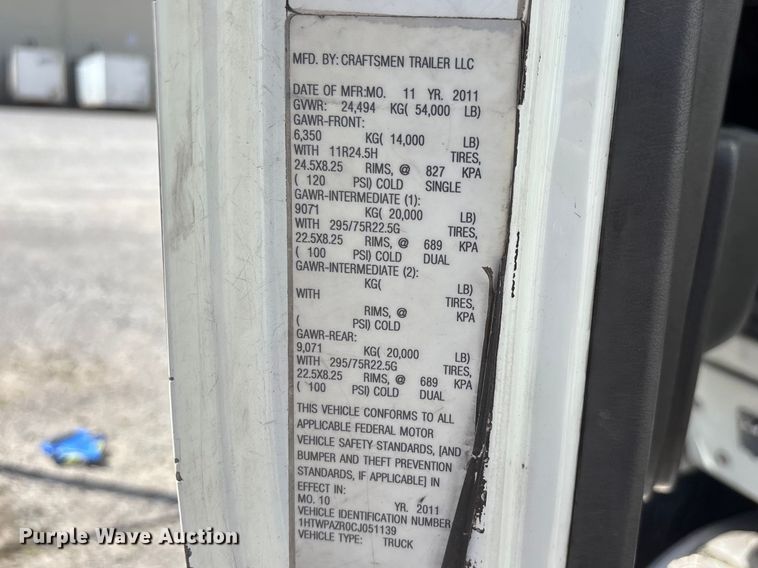 MFD. BY: CRAFTSMEN TRAILER LLC
DATE OF MFR:MO. 11 YR. 2011
GVWR: 24,494 KG( 54,000 LB)
GAWR-FRONT:
6,350 KG( 14,000 LB)
WITH 11R24.5H TIRES,
24.5X8.25 RIMS, @ 827 KPA
( 120 PSI) COLD SINGLE
GAWR-INTERMEDIATE (1):
9071 KG( 20,000 LB)
WITH 295/75R22.5G TIRES,
22.5X8.25 RIMS, @ 689 KPA
( 100 PSI) COLD DUAL
GAWR-INTERMEDIATE (2):
KG( LB)
WITH TIRES,
RIMS, @ KPA
( PSI) COLD
GAWR-REAR:
9,071 KG( 20,000 LB)
WITH 295/75R22.5G TIRES,
22.5X8.25 RIMS, @ 689 KPA
( 100 PSI) COLD DUAL
THIS VEHICLE CONFORMS TO ALL
APPLICABLE FEDERAL MOTOR
VEHICLE SAFETY STANDARDS, [AND
BUMPER AND THEFT PREVENTION
STANDARDS, IF APPLICABLE] IN
EFFECT IN:
MO. 10 YR. 2011
VEHICLE IDENTIFICATION NUMBER
1HTWPAZR0CJ051139
VEHICLE TYPE: TRUCK
Purple Wave Auction